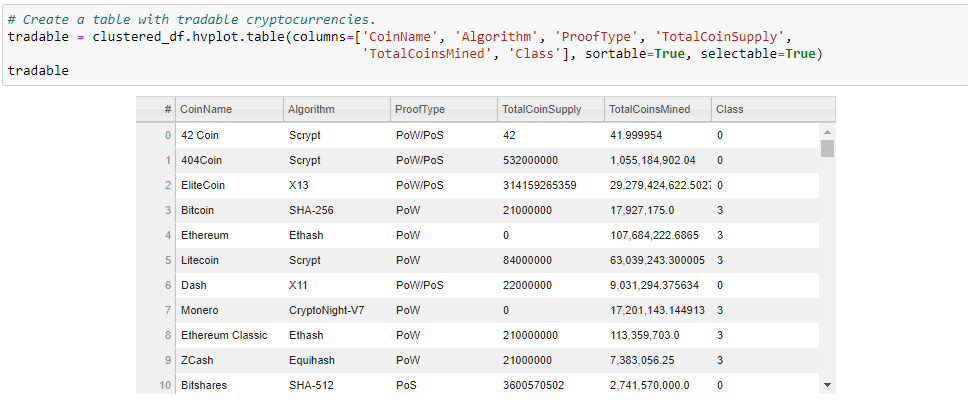 # Create a table with tradable cryptocurrencies.
tradable = clustered_df.hvplot.table(columns=['CoinName', 'Algorithm', 'ProofType', 'TotalCoinSupply',
'TotalCoinsMined', 'Class'], sortable=True, selectable=True)
tradable
# CoinName Algorithm ProofType TotalCoinSupply TotalCoinsMined Class
0 42 Coin Scrypt PoW/PoS 42 41.999954 0
1 404Coin Scrypt PoW/PoS 532000000 1,055,184,902.04 0
2 EliteCoin X13 PoW/PoS 314159265359 29,279,424,622.5027 0
3 Bitcoin SHA-256 PoW 21000000 17,927,175.0 3
4 Ethereum Ethash PoW 0 107,684,222.6865 3
5 Litecoin Scrypt PoW 84000000 63,039,243.300005 3
6 Dash X11 PoW/PoS 22000000 9,031,294.375634 0
7 Monero CryptoNight-V7 PoW 0 17,201,143.144913 3
8 Ethereum Classic Ethash PoW 210000000 113,359,703.0 3
9 ZCash Equihash PoW 21000000 7,383,056.25 3
10 Bitshares SHA-512 PoS 3600570502 2,741,570,000.0 0